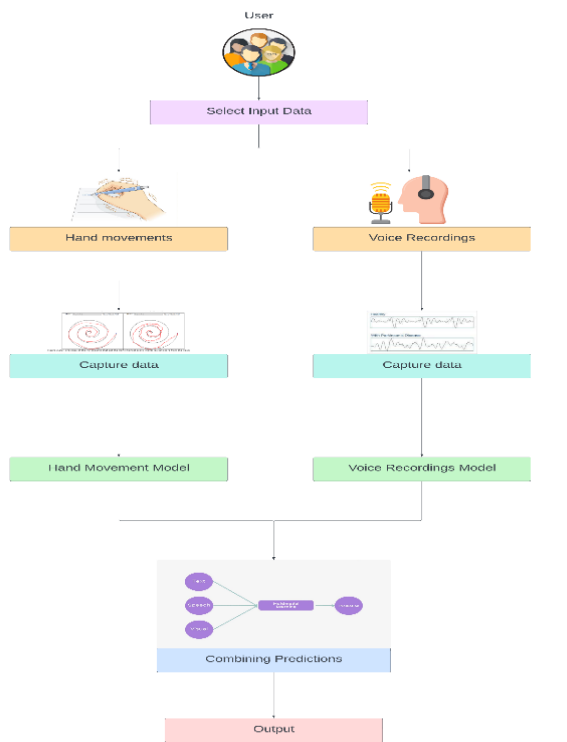 User
Select Input Data
Hand movements
Voice Recordings
Capture data
Capture data
Hand Movement Model
Voice Recordings Model
Speech
Combining Predictions
Output